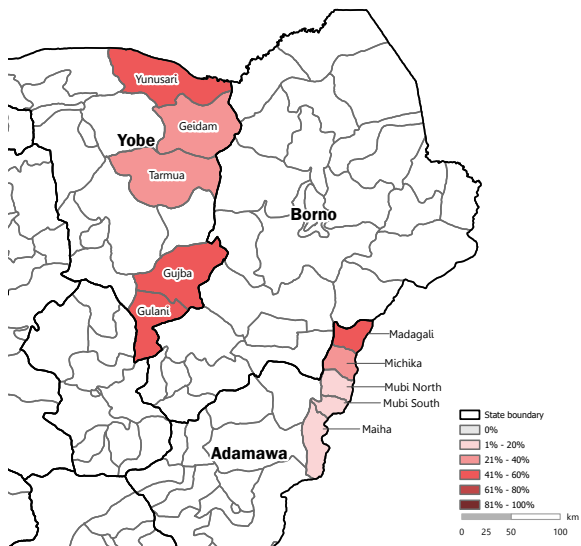 Yunusari
Geidam
Yobe
Tarmua
Borno
Gujba
Gulani
Madagali
Michika
Mubi North
Mubi South
Maiha
Adamawa
State boundary
0%
1% - 20%
21% - 40%
41% - 60%
61% - 80%
81% - 100%
km
0 25 50 100